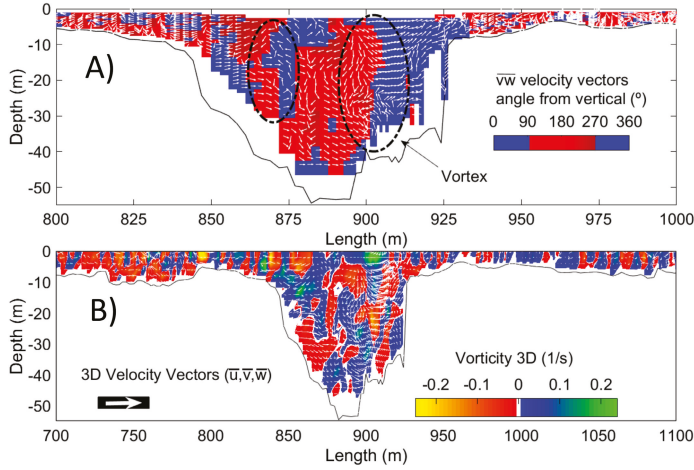 0
-10
-20
-30
-40
-50
Depth (m)
A)
Vortex
v̅w̅ velocity vectors
angle from vertical (º)
0 90 180 270 360
800 825 850 875 900 925 950 975 1000
Length (m)
0
-10
-20
-30
-40
-50
Depth (m)
B)
3D Velocity Vectors (u̅,v̅,w̅)
Vorticity 3D (1/s)
-0.2 -0.1 0 0.1 0.2
700 750 800 850 900 950 1000 1050 1100
Length (m)